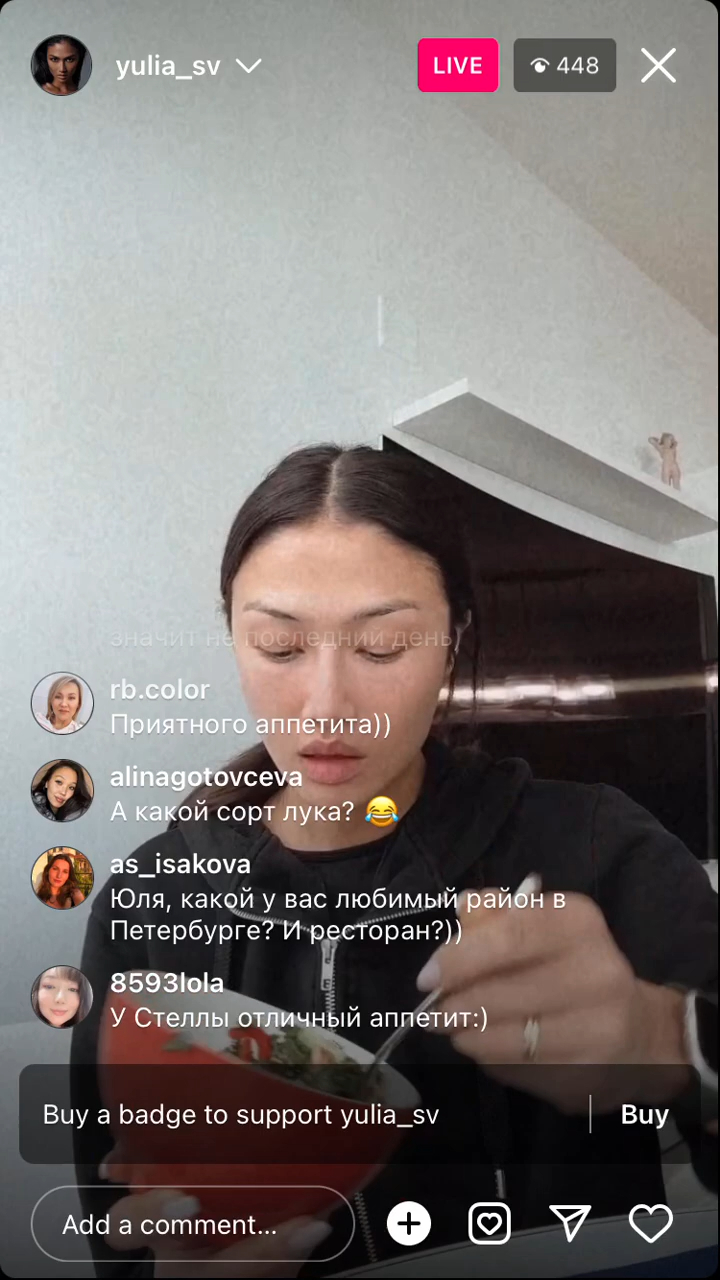 yulia_sv
LIVE
448
значит не последний день)
rb.color
Приятного аппетита))
alinagotovceva
А какой сорт лука? 😂
as_isakova
Юля, какой у вас любимый район в
Петербурге? И ресторан?))
8593lola
У Стеллы отличный аппетит:)
Buy a badge to support yulia_sv
Buy
Add a comment...